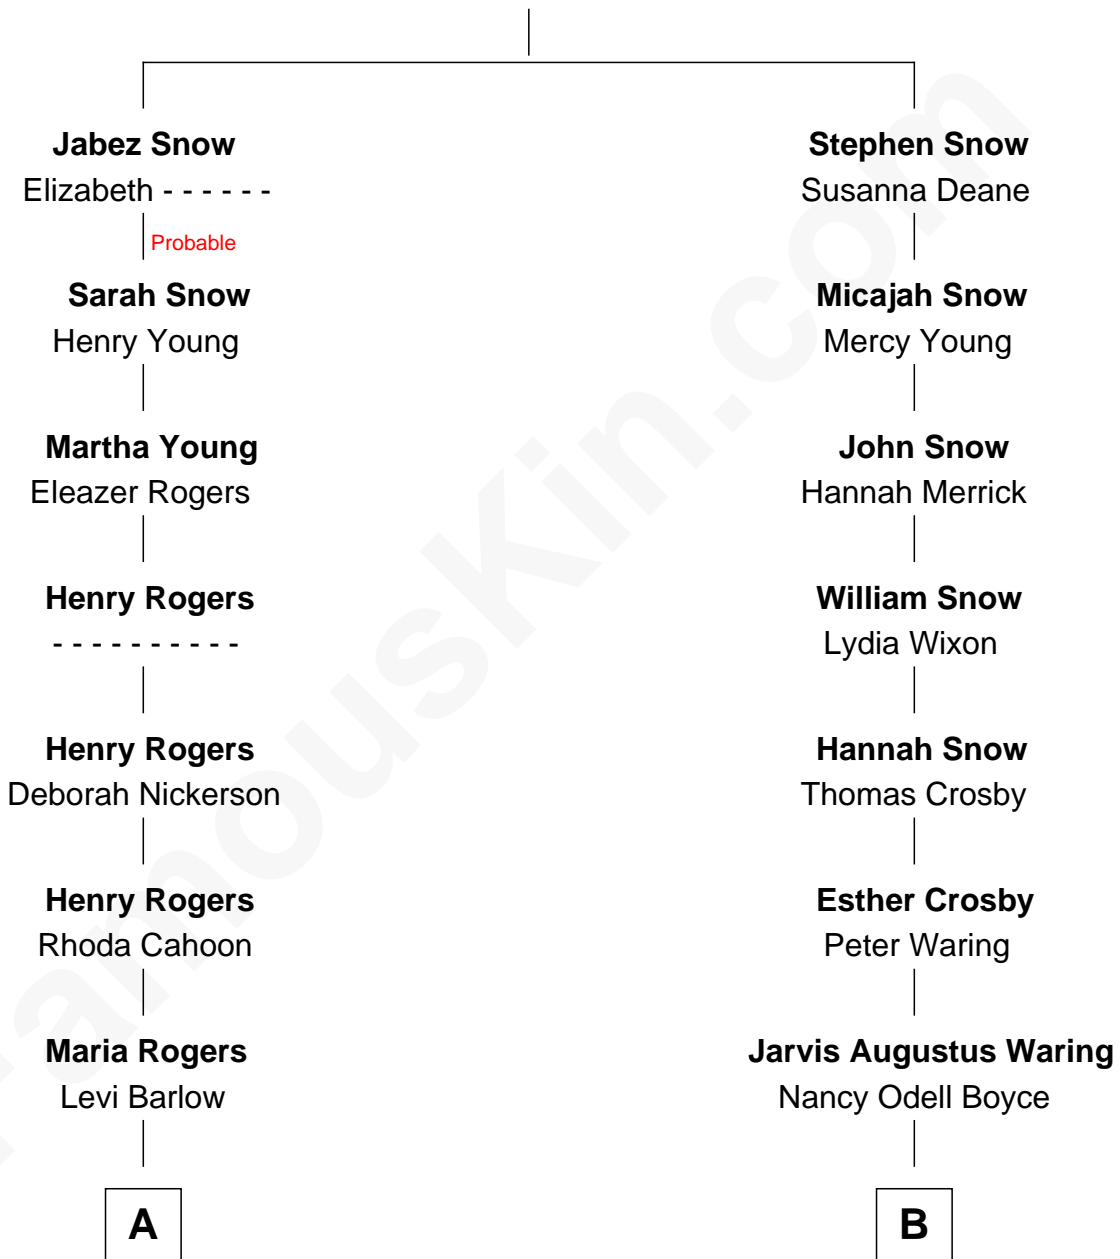 Jabez Snow
Elizabeth - - - - - -
Probable
Sarah Snow
Henry Young
Martha Young
Eleazer Rogers
Henry Rogers
- - - - - - - - - -
Henry Rogers
Deborah Nickerson
Henry Rogers
Rhoda Cahoon
Maria Rogers
Levi Barlow
A
Stephen Snow
Susanna Deane
Micajah Snow
Mercy Young
John Snow
Hannah Merrick
William Snow
Lydia Wixon
Hannah Snow
Thomas Crosby
Esther Crosby
Peter Waring
Jarvis Augustus Waring
Nancy Odell Boyce
B
FamousKin.com